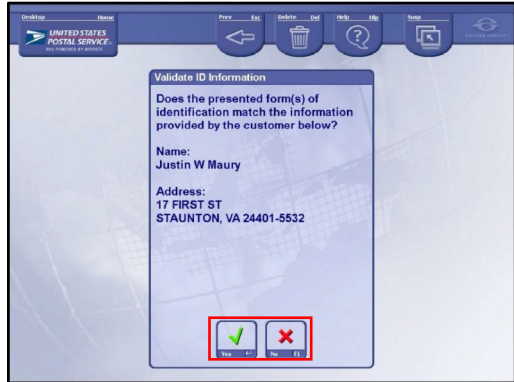 Desktop Home
Prev Esc
Delete Del
Help Hlp
Susp
UNITED STATES
POSTAL SERVICE
Validate ID Information
Does the presented form(s) of
identification match the information
provided by the customer below?
Name:
Justin W Maury
Address:
17 FIRST ST
STAUNTON, VA 24401-5532
Yes
No F1